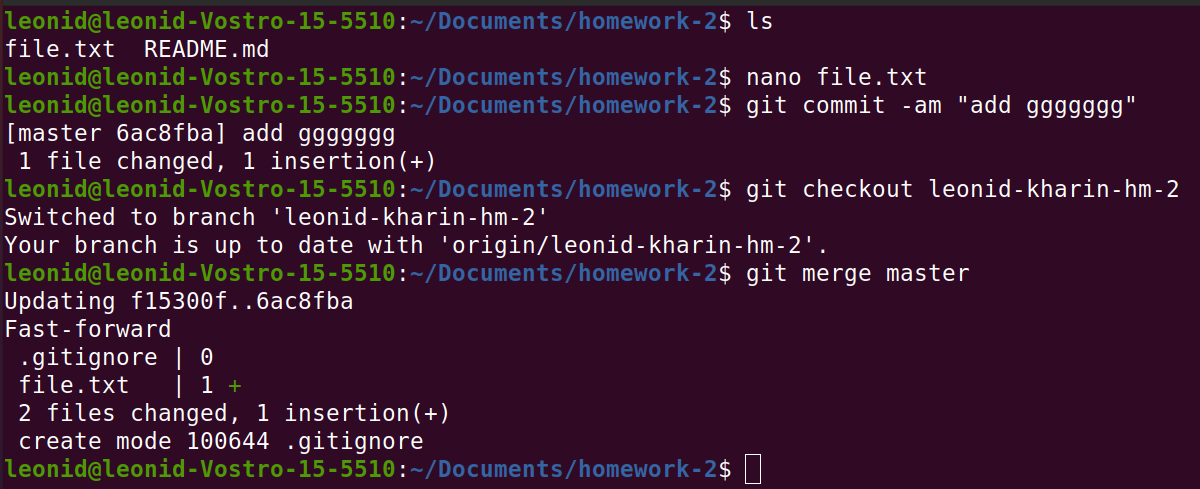 leonid@leonid-Vostro-15-5510:~/Documents/homework-2$ ls
file.txt  README.md
leonid@leonid-Vostro-15-5510:~/Documents/homework-2$ nano file.txt
leonid@leonid-Vostro-15-5510:~/Documents/homework-2$ git commit -am "add ggggggg"
[master 6ac8fba] add ggggggg
 1 file changed, 1 insertion(+)
leonid@leonid-Vostro-15-5510:~/Documents/homework-2$ git checkout leonid-kharin-hm-2
Switched to branch 'leonid-kharin-hm-2'
Your branch is up to date with 'origin/leonid-kharin-hm-2'.
leonid@leonid-Vostro-15-5510:~/Documents/homework-2$ git merge master
Updating f15300f..6ac8fba
Fast-forward
 .gitignore | 0
 file.txt   | 1 +
 2 files changed, 1 insertion(+)
 create mode 100644 .gitignore
leonid@leonid-Vostro-15-5510:~/Documents/homework-2$